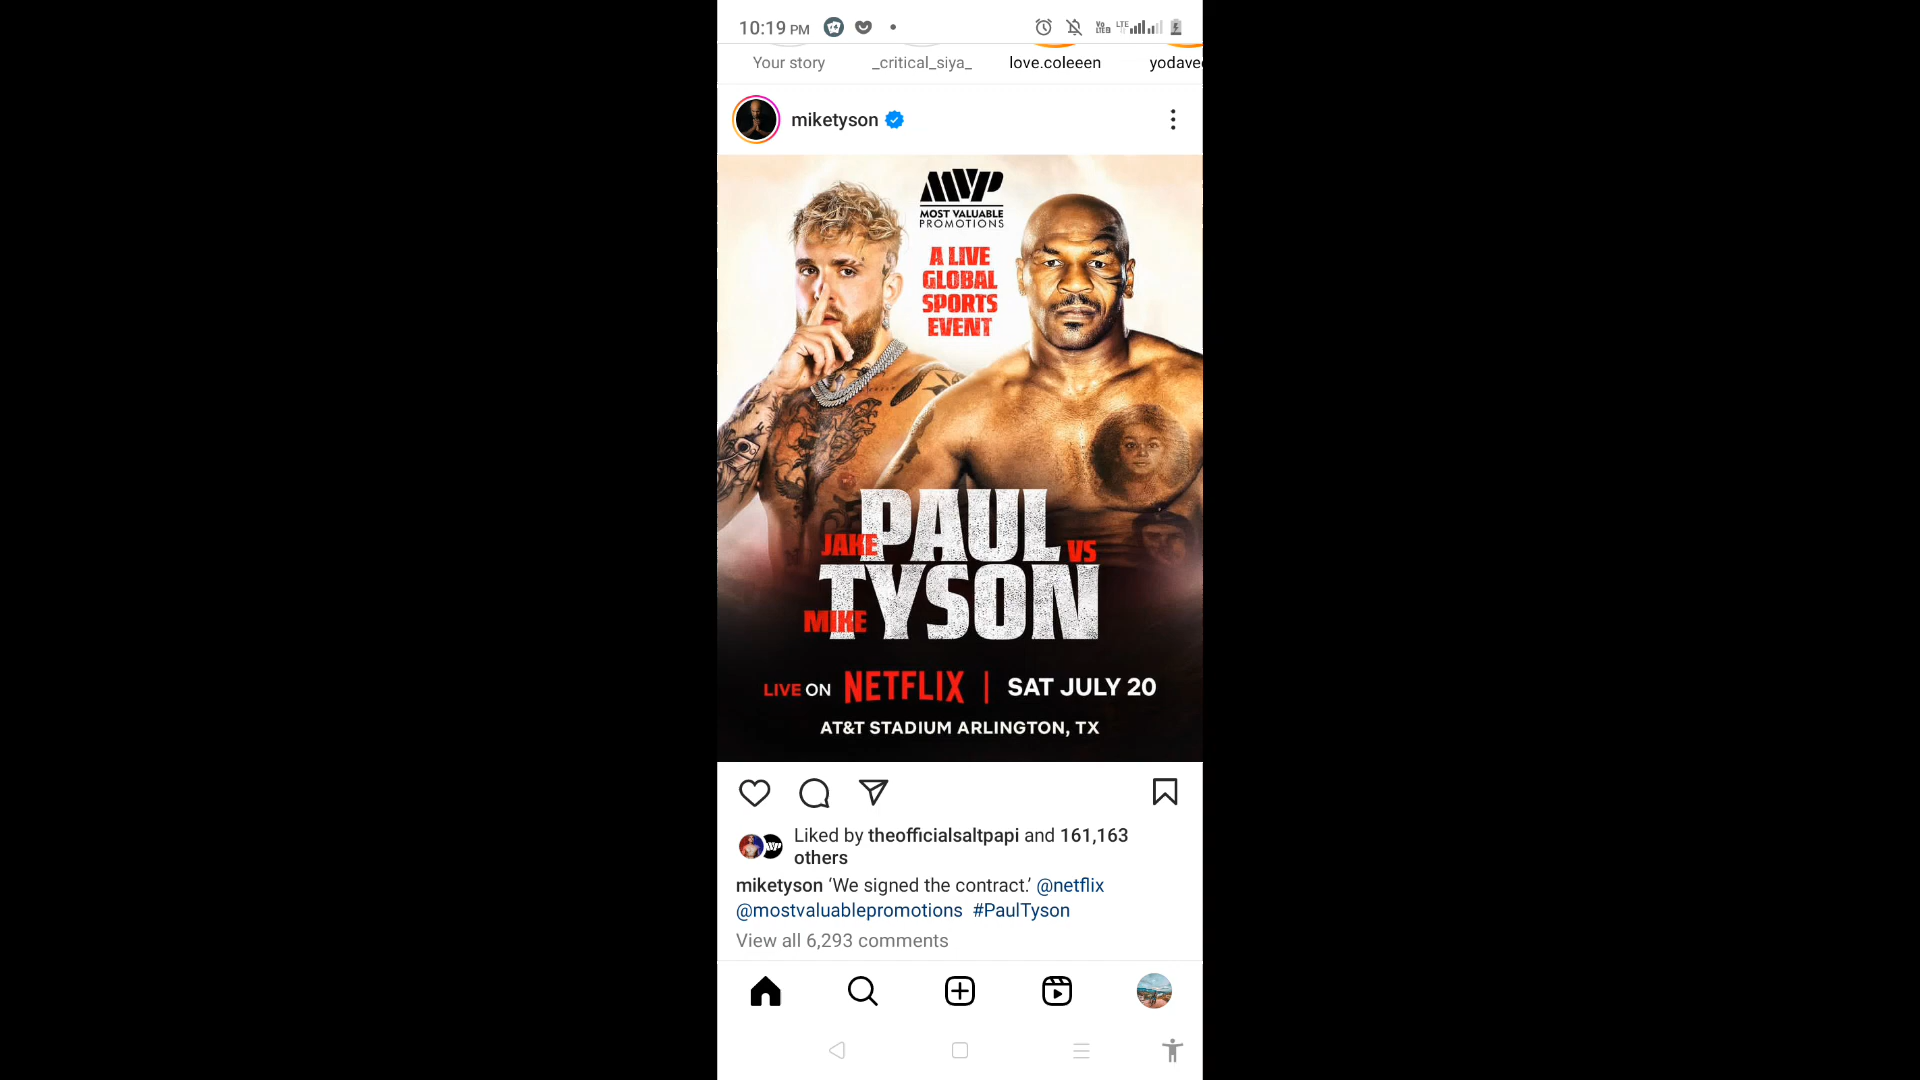 10:19 PM
Your story
_critical_siya_
love.coleeen
miketyson
MVP
MOST VALUABLE
PROMOTIONS
A LIVE
GLOBAL
SPORTS
EVENT
JAKE PAUL VS
MIKE TYSON
LIVE ON NETFLIX | SAT JULY 20
AT&T STADIUM ARLINGTON, TX
Liked by theofficialsaltpapi and 161,163
others
miketyson ‘We signed the contract.’ @netflix
@mostvaluablepromotions #PaulTyson
View all 6,293 comments